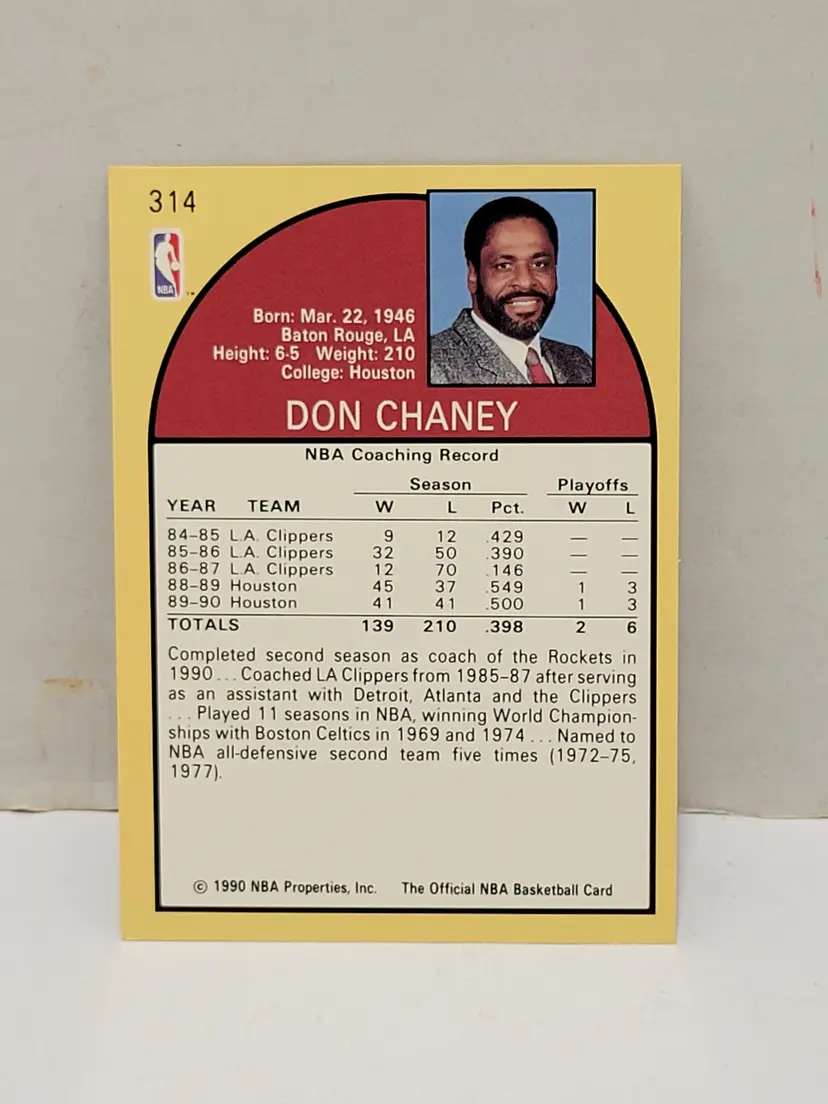 314
NBA
Born: Mar. 22, 1946
Baton Rouge, LA
Height: 6-5 Weight: 210
College: Houston
DON CHANEY
NBA Coaching Record
Season Playoffs
YEAR TEAM W L Pct. W L
84–85 L.A. Clippers 9 12 .429 — —
85–86 L.A. Clippers 32 50 .390 — —
86–87 L.A. Clippers 12 70 .146 — —
88–89 Houston 45 37 .549 1 3
89–90 Houston 41 41 .500 1 3
TOTALS 139 210 .398 2 6
Completed second season as coach of the Rockets in
1990 . . . Coached LA Clippers from 1985–87 after serving
as an assistant with Detroit, Atlanta and the Clippers
. . . Played 11 seasons in NBA, winning World Champion-
ships with Boston Celtics in 1969 and 1974 . . . Named to
NBA all-defensive second team five times (1972–75,
1977).
© 1990 NBA Properties, Inc. The Official NBA Basketball Card